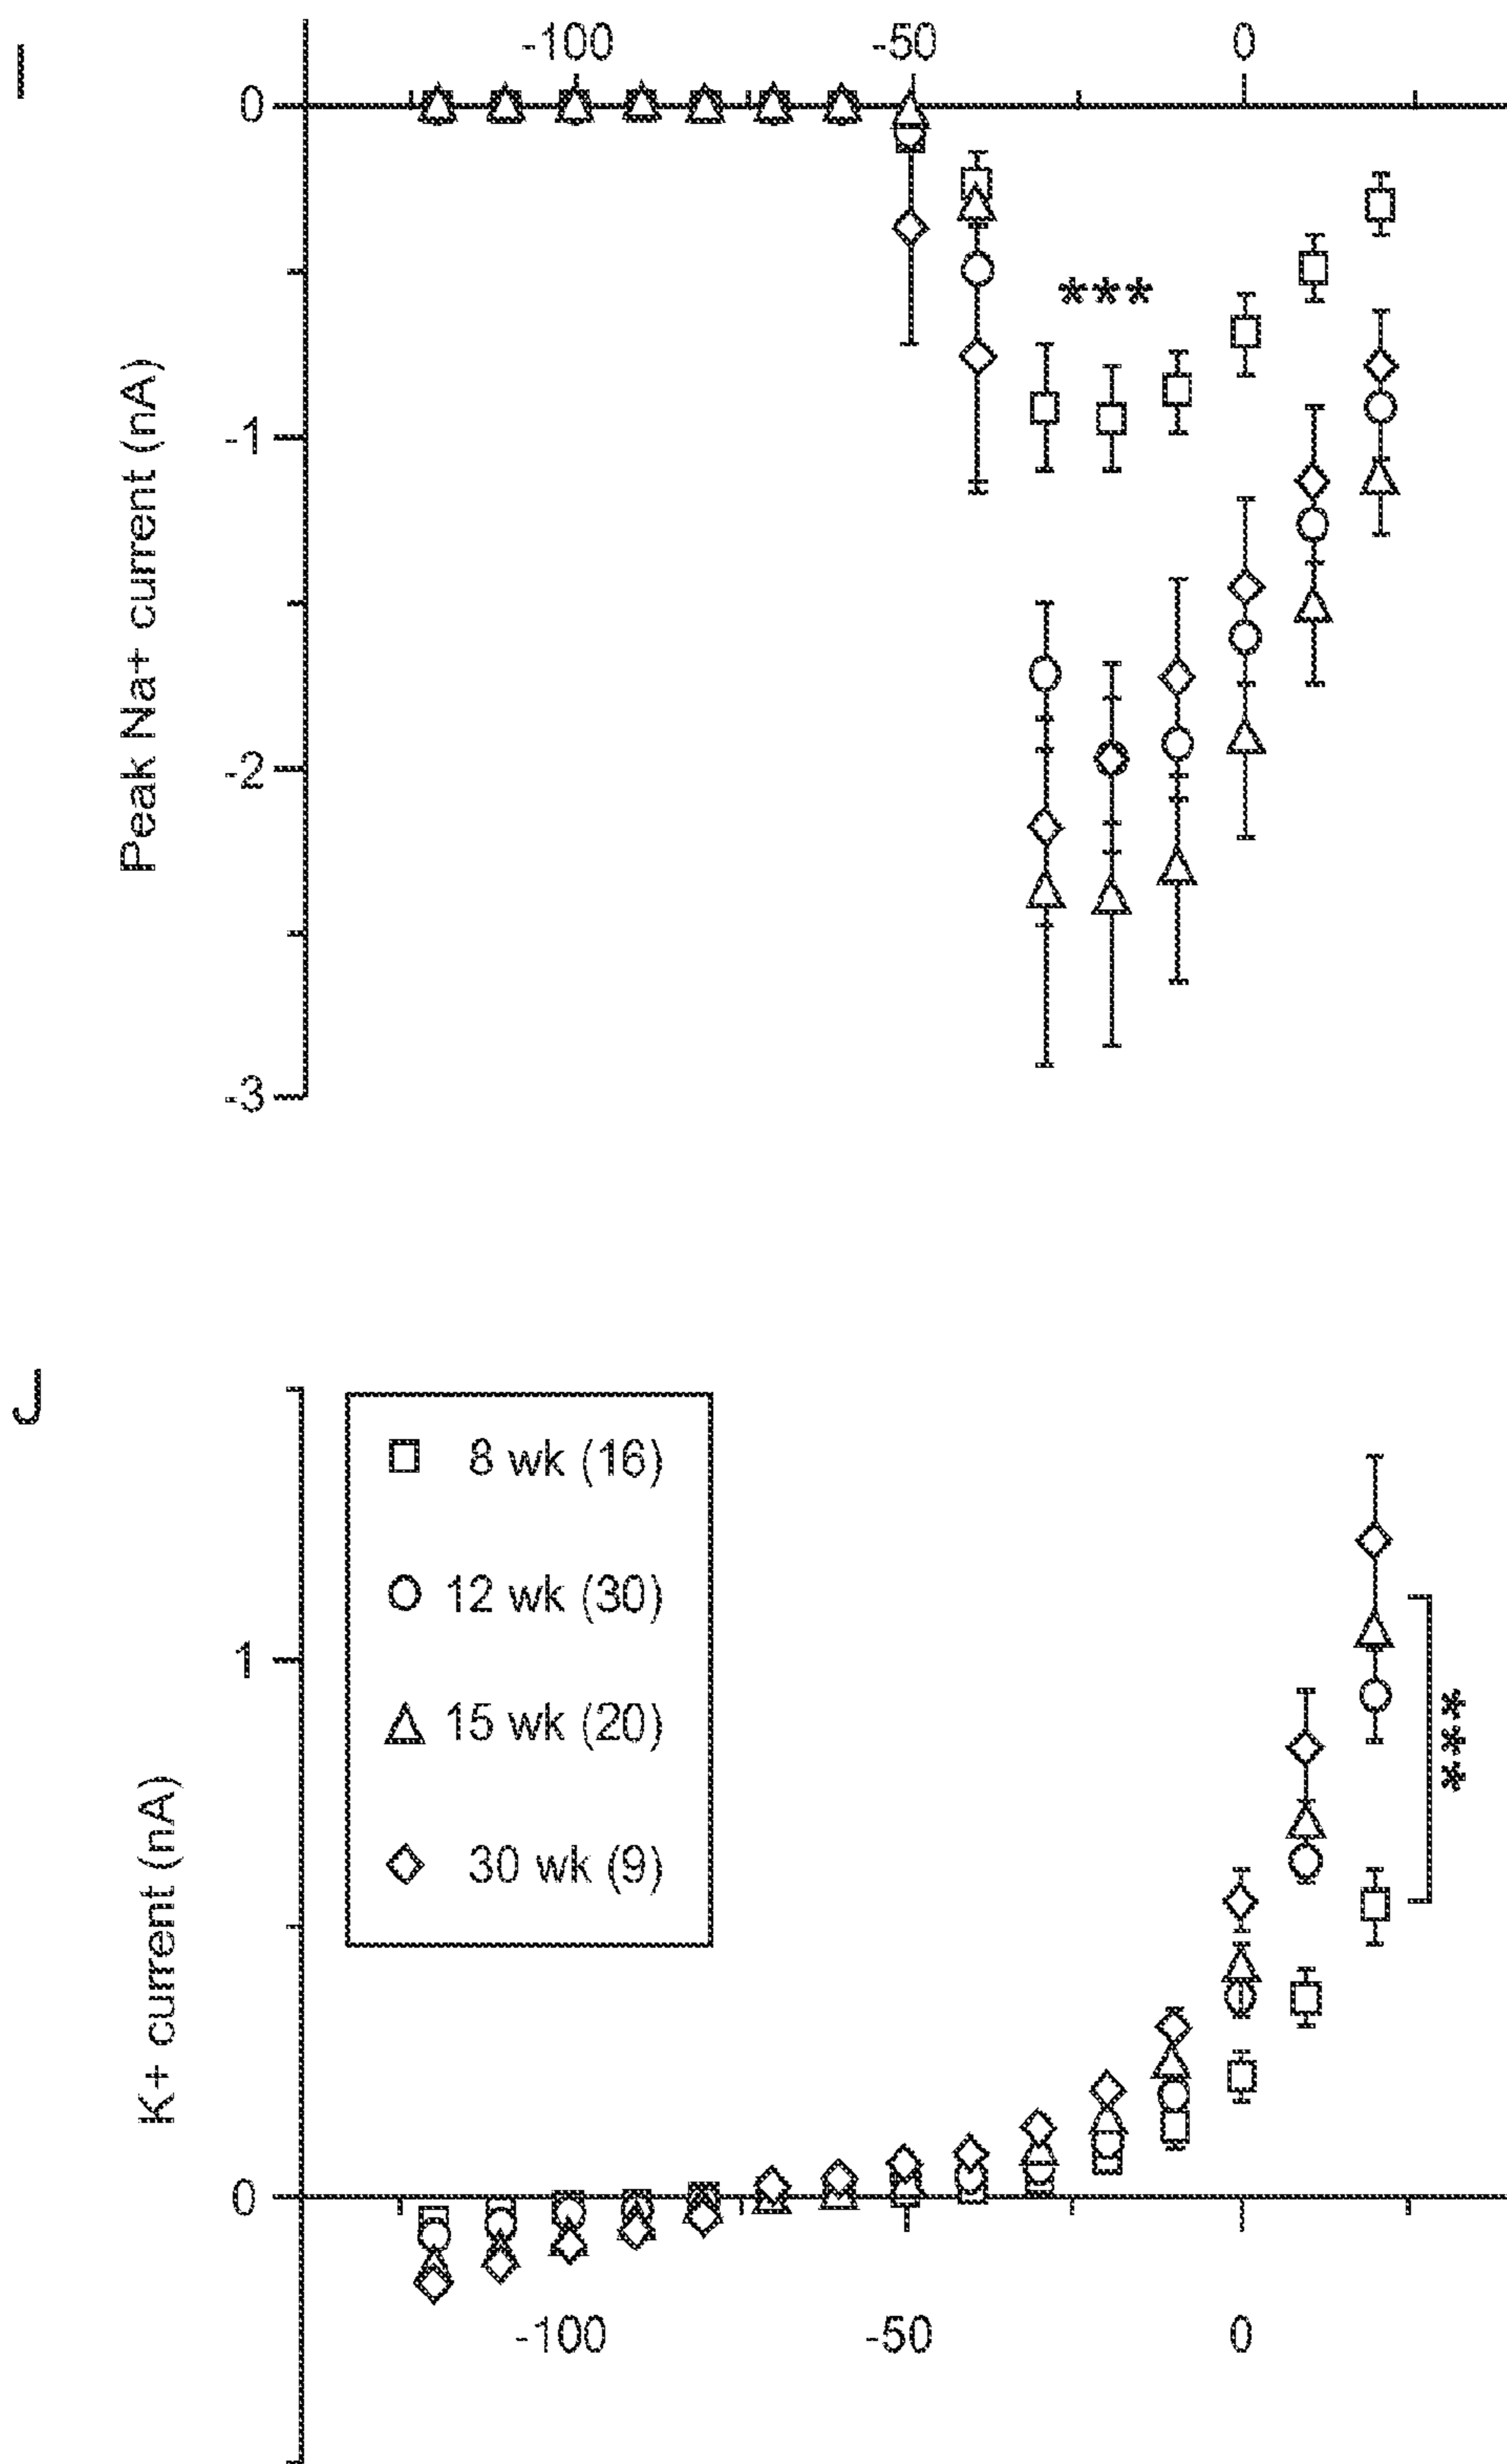 I
-100 -50 0
0
***
-1
Peak Na+ current (nA)
-2
-3
J
8 wk (16)
12 wk (30)
1
15 wk (20)
***
K+ current (nA)
30 wk (9)
0
-100 -50 0